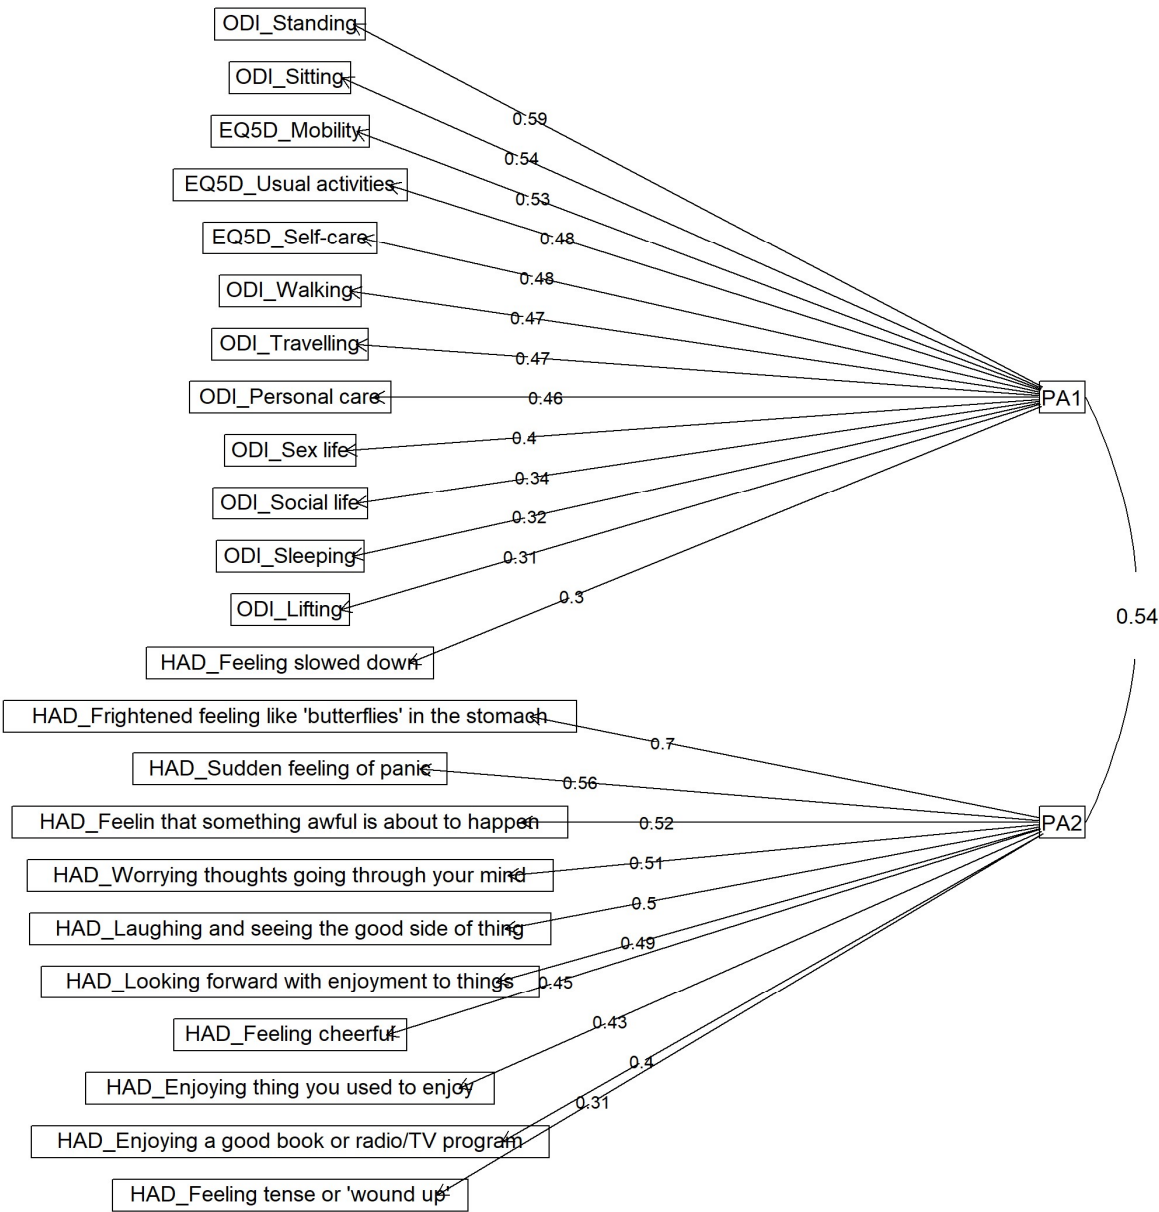 ODI_Standing
ODI_Sitting
0.59
EQ5D_Mobility
0.54
EQ5D_Usual activities
0.53
EQ5D_Self-care
0.48
ODI_Walking
0.48
ODI_Travelling
0.47
0.47
ODI_Personal care
0.46
PA1
ODI_Sex life
0.4
ODI_Social life
0.34
ODI_Sleeping
0.32
ODI_Lifting
0.31
0.3
0.54
HAD_Feeling slowed down
HAD_Frightened feeling like 'butterflies' in the stomach
0.7
HAD_Sudden feeling of panic
0.56
HAD_Feelin that something awful is about to happen
0.52
PA2
HAD_Worrying thoughts going through your mind
0.51
HAD_Laughing and seeing the good side of thing
0.5
0.49
HAD_Looking forward with enjoyment to things
0.45
HAD_Feeling cheerful
0.43
HAD_Enjoying thing you used to enjoy
0.4
0.31
HAD_Enjoying a good book or radio/TV program
HAD_Feeling tense or 'wound up'